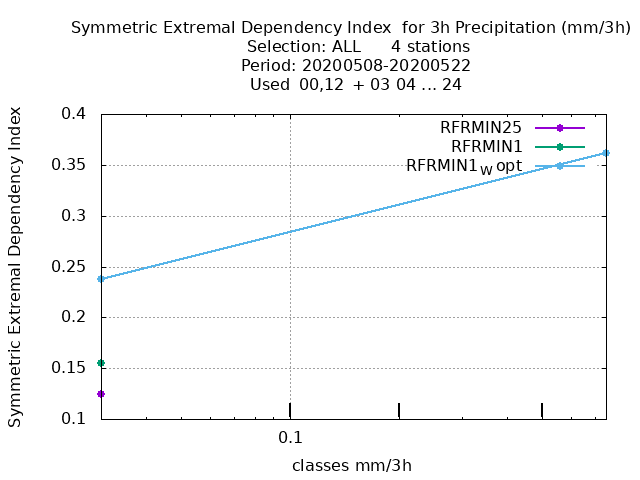 Symmetric Extremal Dependency Index  for 3h Precipitation (mm/3h)
Selection: ALL      4 stations
Period: 20200508-20200522
Used  00,12  + 03 04 ... 24
Symmetric Extremal Dependency Index
0.4
0.35
0.3
0.25
0.2
0.15
0.1
RFRMIN25
RFRMIN1
RFRMIN1W opt
0.1
classes mm/3h